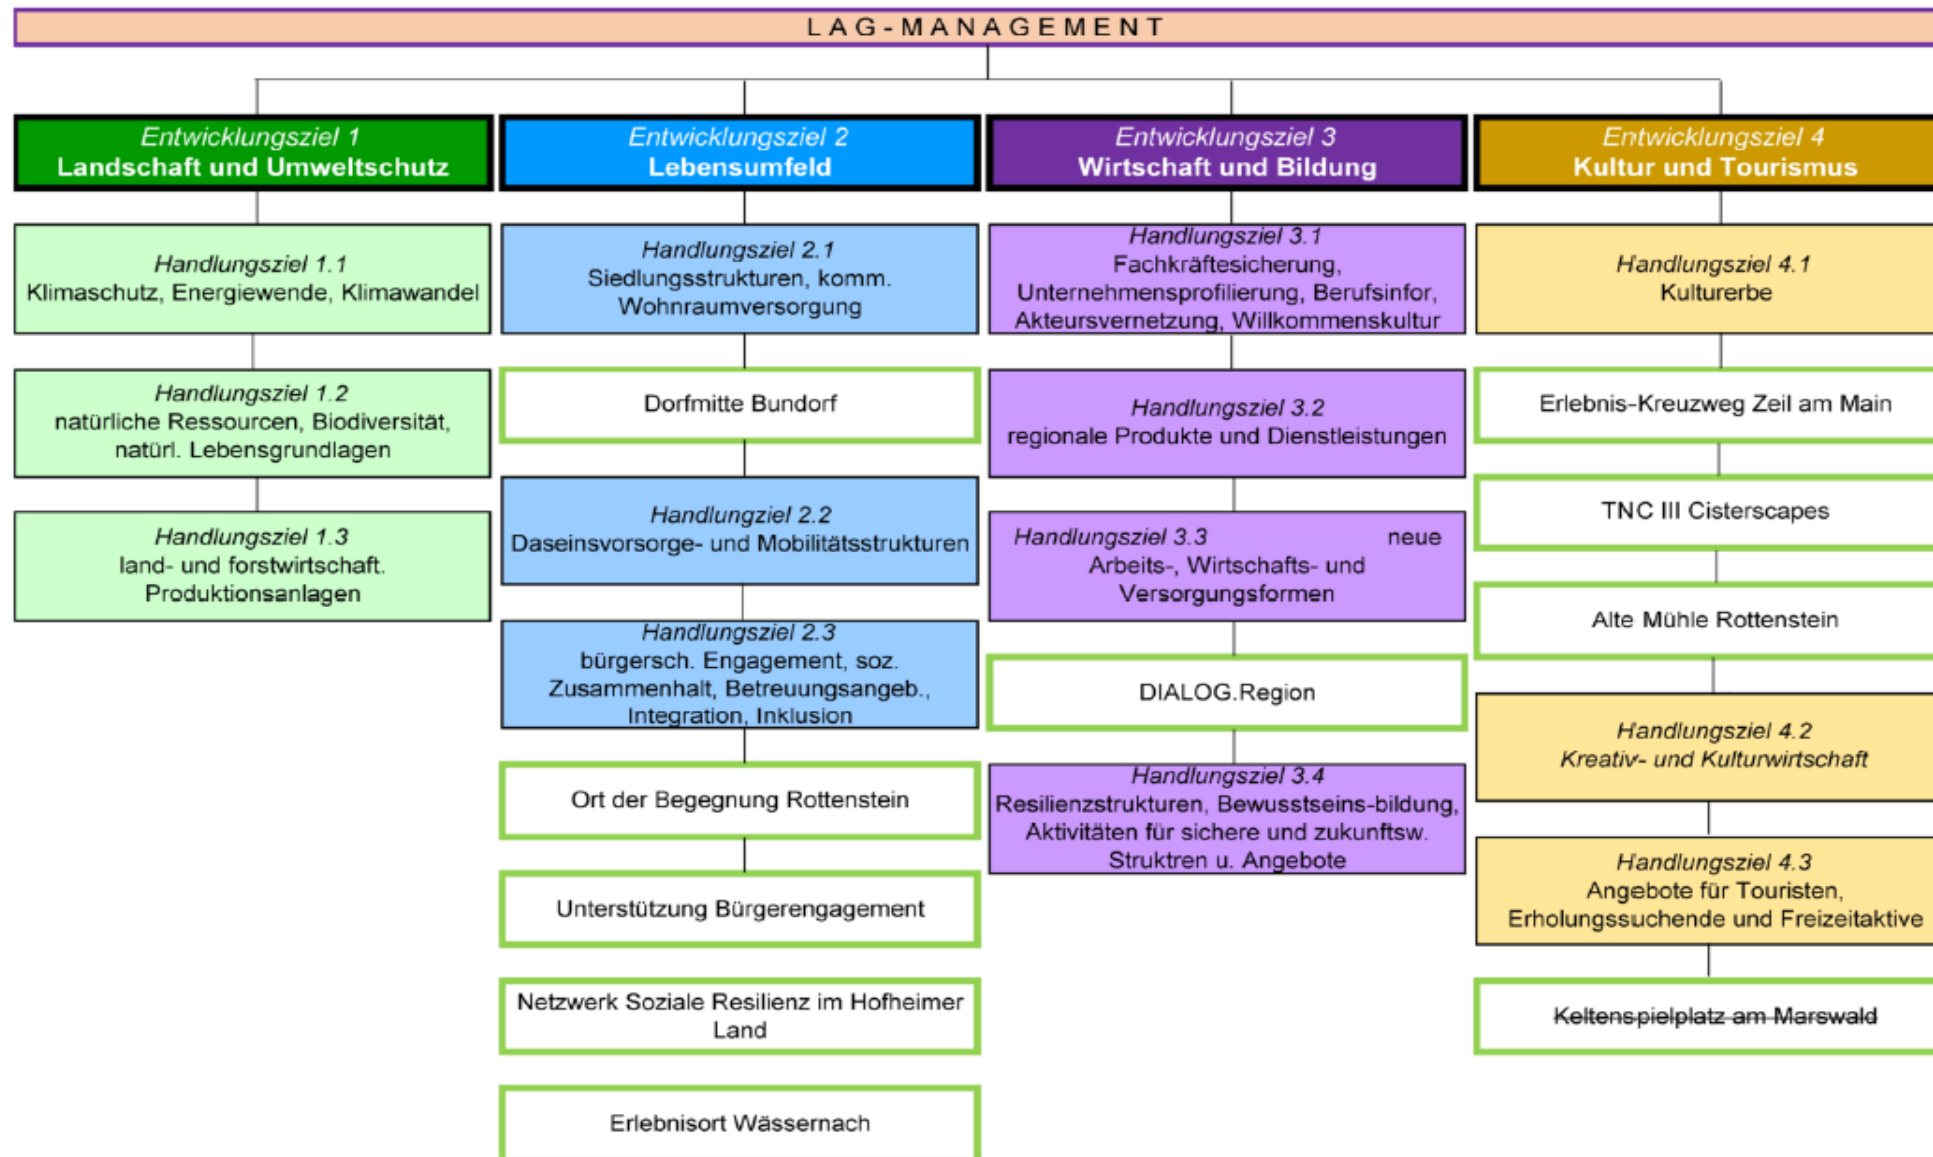 LAG-MANAGEMENT
Entwicklungsziel 1
Landschaft und Umweltschutz
Handlungsziel 1.1
Klimaschutz, Energiewende, Klimawandel
Handlungsziel 1.2
natürliche Ressourcen, Biodiversität,
natürl. Lebensgrundlagen
Handlungsziel 1.3
land- und forstwirtschaft.
Produktionsanlagen
Entwicklungsziel 2
Lebensumfeld
Handlungsziel 2.1
Siedlungsstrukturen, komm.
Wohnraumversorgung
Dorfmitte Bundorf
Handlungziel 2.2
Daseinsvorsorge- und Mobilitätsstrukturen
Handlungsziel 2.3
bürgersch. Engagement, soz.
Zusammenhalt, Betreuungsangeb.,
Integration, Inklusion
Ort der Begegnung Rottenstein
Unterstützung Bürgerengagement
Netzwerk Soziale Resilienz im Hofheimer
Land
Erlebnisort Wässernach
Entwicklungsziel 3
Wirtschaft und Bildung
Handlungsziel 3.1
Fachkräftesicherung,
Unternehmensprofilierung, Berufsinfor,
Akteursvernetzung, Willkommenskultur
Handlungsziel 3.2
regionale Produkte und Dienstleistungen
Handlungsziel 3.3 neue
Arbeits-, Wirtschafts- und
Versorgungsformen
DIALOG.Region
Handlungsziel 3.4
Resilienzstrukturen, Bewusstseins-bildung,
Aktivitäten für sichere und zukunftsw.
Struktren u. Angebote
Entwicklungsziel 4
Kultur und Tourismus
Handlungsziel 4.1
Kulturerbe
Erlebnis-Kreuzweg Zeil am Main
TNC III Cisterscapes
Alte Mühle Rottenstein
Handlungsziel 4.2
Kreativ- und Kulturwirtschaft
Handlungsziel 4.3
Angebote für Touristen,
Erholungssuchende und Freizeitaktive
Keltenspielplatz am Marswald